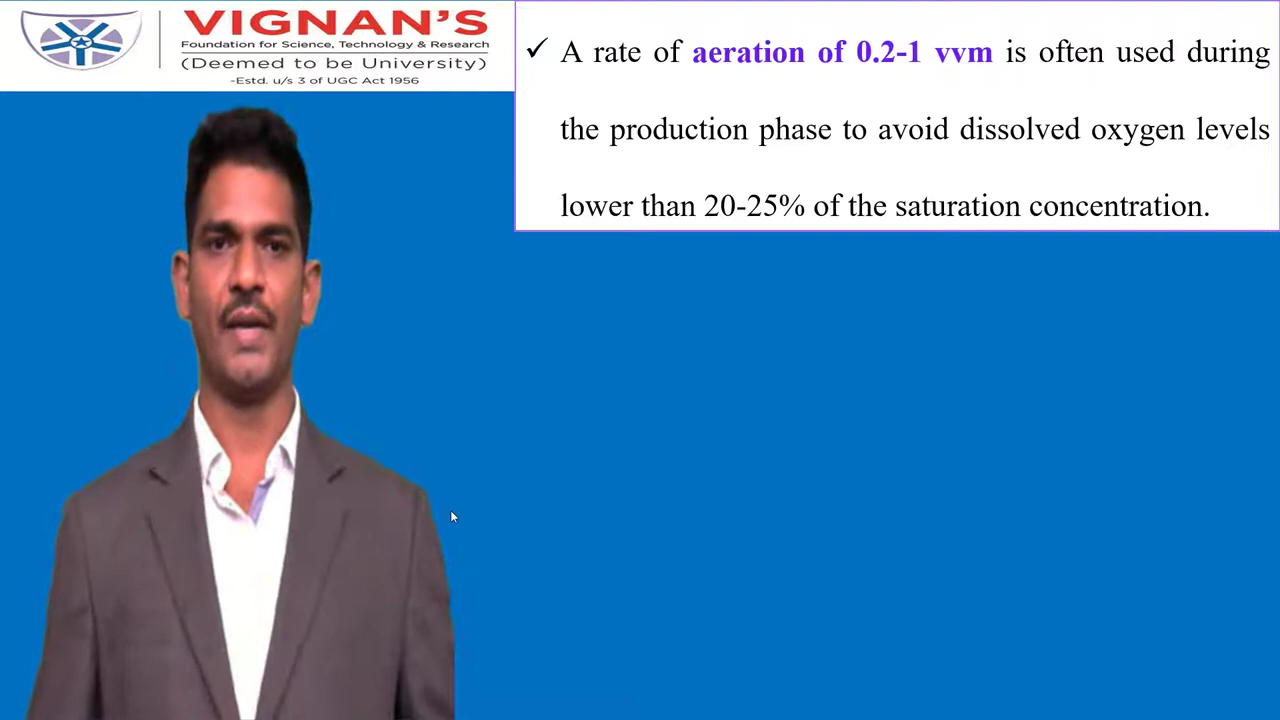 VIGNAN'S
Foundation for Science, Technology & Research
(Deemed to be University)
-Estd. u/s 3 of UGC Act 1956
✓ A rate of aeration of 0.2-1 vvm is often used during
the production phase to avoid dissolved oxygen levels
lower than 20-25% of the saturation concentration.